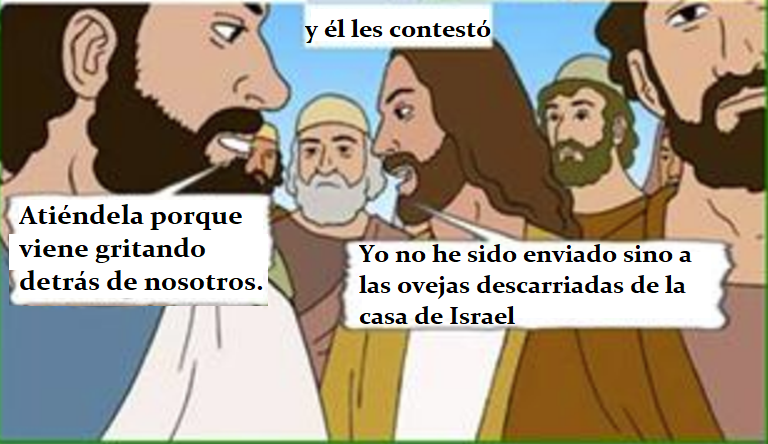 y él les contestó
Atiéndela porque
viene gritando
detrás de nosotros.
Yo no he sido enviado sino a
las ovejas descarriadas de la
casa de Israel